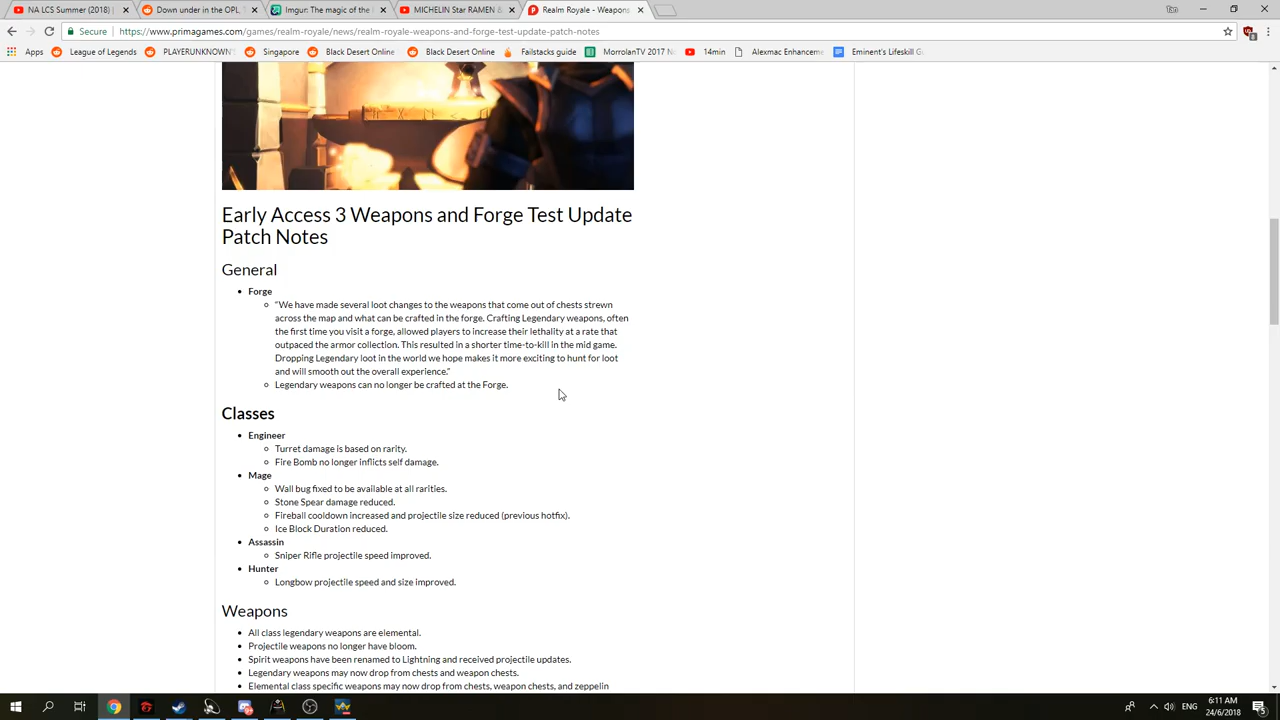 NA LCS Summer (2018) |
Down under in the OPL,
Imgur: The magic of the
MICHELIN Star RAMEN &
Realm Royale - Weapons
Secure
https://www.primagames.com/games/realm-royale/news/realm-royale-weapons-and-forge-test-update-patch-notes
Apps
League of Legends
PLAYERUNKNOWN'
Singapore
Black Desert Online
Black Desert Online
Failstacks guide
MorrolanTV 2017
14min
Alexmac Enhanceme
Eminent's Lifeskill G
Early Access 3 Weapons and Forge Test Update
Patch Notes
General
• Forge
"We have made several loot changes to the weapons that come out of chests strewn
across the map and what can be crafted in the forge. Crafting Legendary weapons, often
the first time you visit a forge, allowed players to increase their lethality at a rate that
outpaced the armor collection. This resulted in a shorter time-to-kill in the mid game.
Dropping Legendary loot in the world we hope makes it more exciting to hunt for loot
and will smooth out the overall experience."
Legendary weapons can no longer be crafted at the Forge.
Classes
• Engineer
Turret damage is based on rarity.
Fire Bomb no longer inflicts self damage.
• Mage
Wall bug fixed to be available at all rarities.
Stone Spear damage reduced.
Fireball cooldown increased and projectile size reduced (previous hotfix).
Ice Block Duration reduced.
• Assassin
Sniper Rifle projectile speed improved.
• Hunter
Longbow projectile speed and size improved.
Weapons
• All class legendary weapons are elemental.
• Projectile weapons no longer have bloom.
• Spirit weapons have been renamed to Lightning and received projectile updates.
• Legendary weapons may now drop from chests and weapon chests.
• Elemental class specific weapons may now drop from chests, weapon chests, and zeppelin
ENG
6:11 AM
24/6/2018